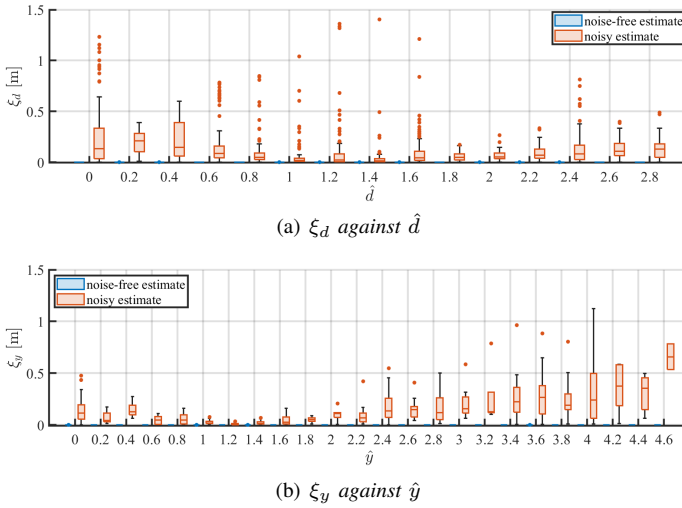 1.5
1
0.5
0
ξ_d [m]
noise-free estimate
noisy estimate
0 0.2 0.4 0.6 0.8 1 1.2 1.4 1.6 1.8 2 2.2 2.4 2.6 2.8
d̂
(a) ξ_d against d̂
1.5
1
0.5
0
ξ_y [m]
noise-free estimate
noisy estimate
0 0.2 0.4 0.6 0.8 1 1.2 1.4 1.6 1.8 2 2.2 2.4 2.6 2.8 3 3.2 3.4 3.6 3.8 4 4.2 4.4 4.6
ŷ
(b) ξ_y against ŷ